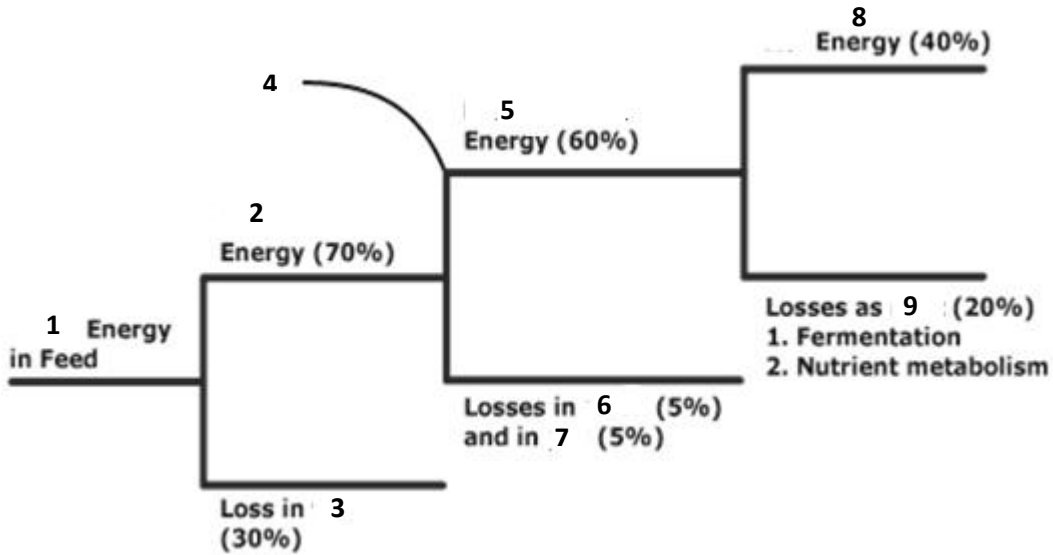 8
Energy (40%)
4
5
Energy (60%)
2
Energy (70%)
1 Energy
in Feed
Losses as 9 (20%)
1. Fermentation
2. Nutrient metabolism
Losses in 6 (5%)
and in 7 (5%)
Loss in 3
(30%)